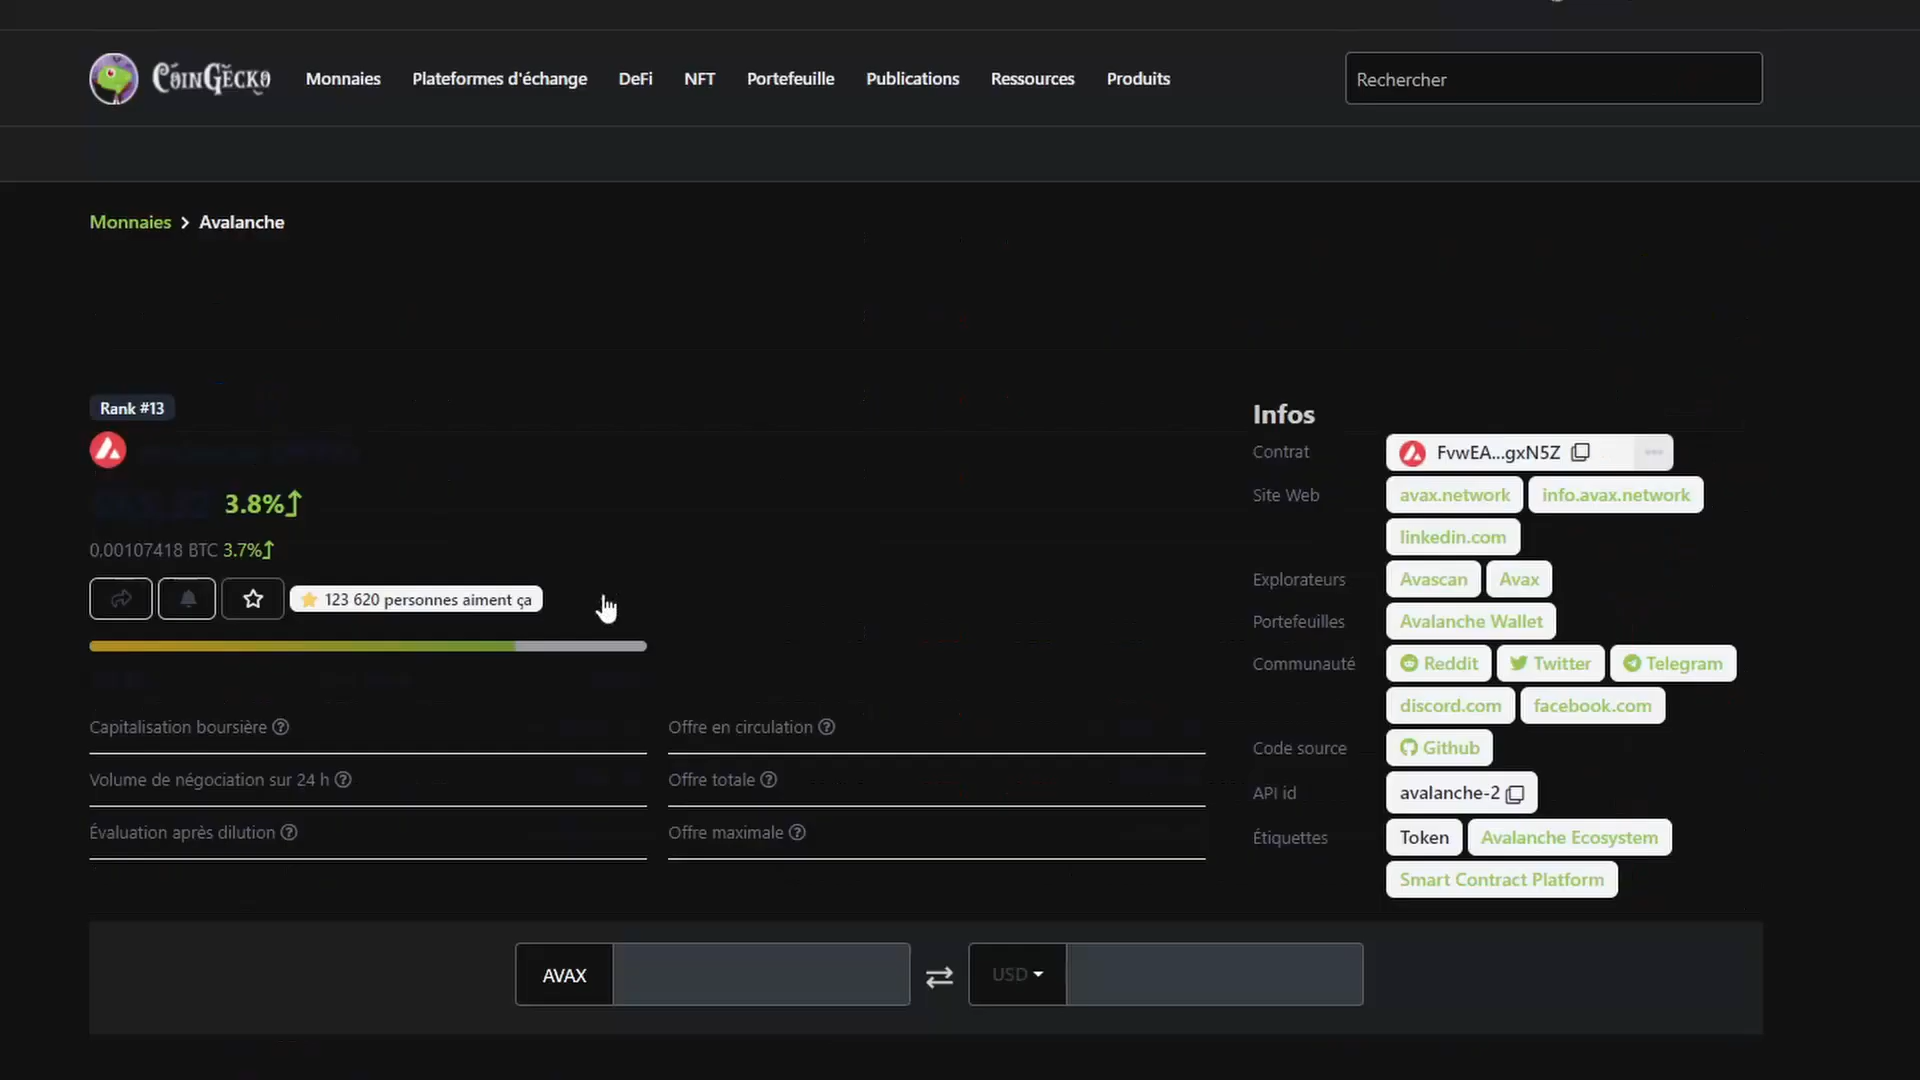 CoinGecko Monnaies Plateformes d'échange DeFi NFT Portefeuille Publications Ressources Produits Rechercher
Monnaies > Avalanche
Rank #13
3.8%
0,00107418 BTC 3.7%
123 620 personnes aiment ça
Capitalisation boursière
Offre en circulation
Volume de négociation sur 24 h
Offre totale
Évaluation après dilution
Offre maximale
Infos
Contrat FvwEA...gxN5Z
Site Web avax.network info.avax.network
linkedin.com
Explorateurs Avascan Avax
Portefeuilles Avalanche Wallet
Communauté Reddit Twitter Telegram
discord.com facebook.com
Code source Github
API id avalanche-2
Étiquettes Token Avalanche Ecosystem
Smart Contract Platform
AVAX USD